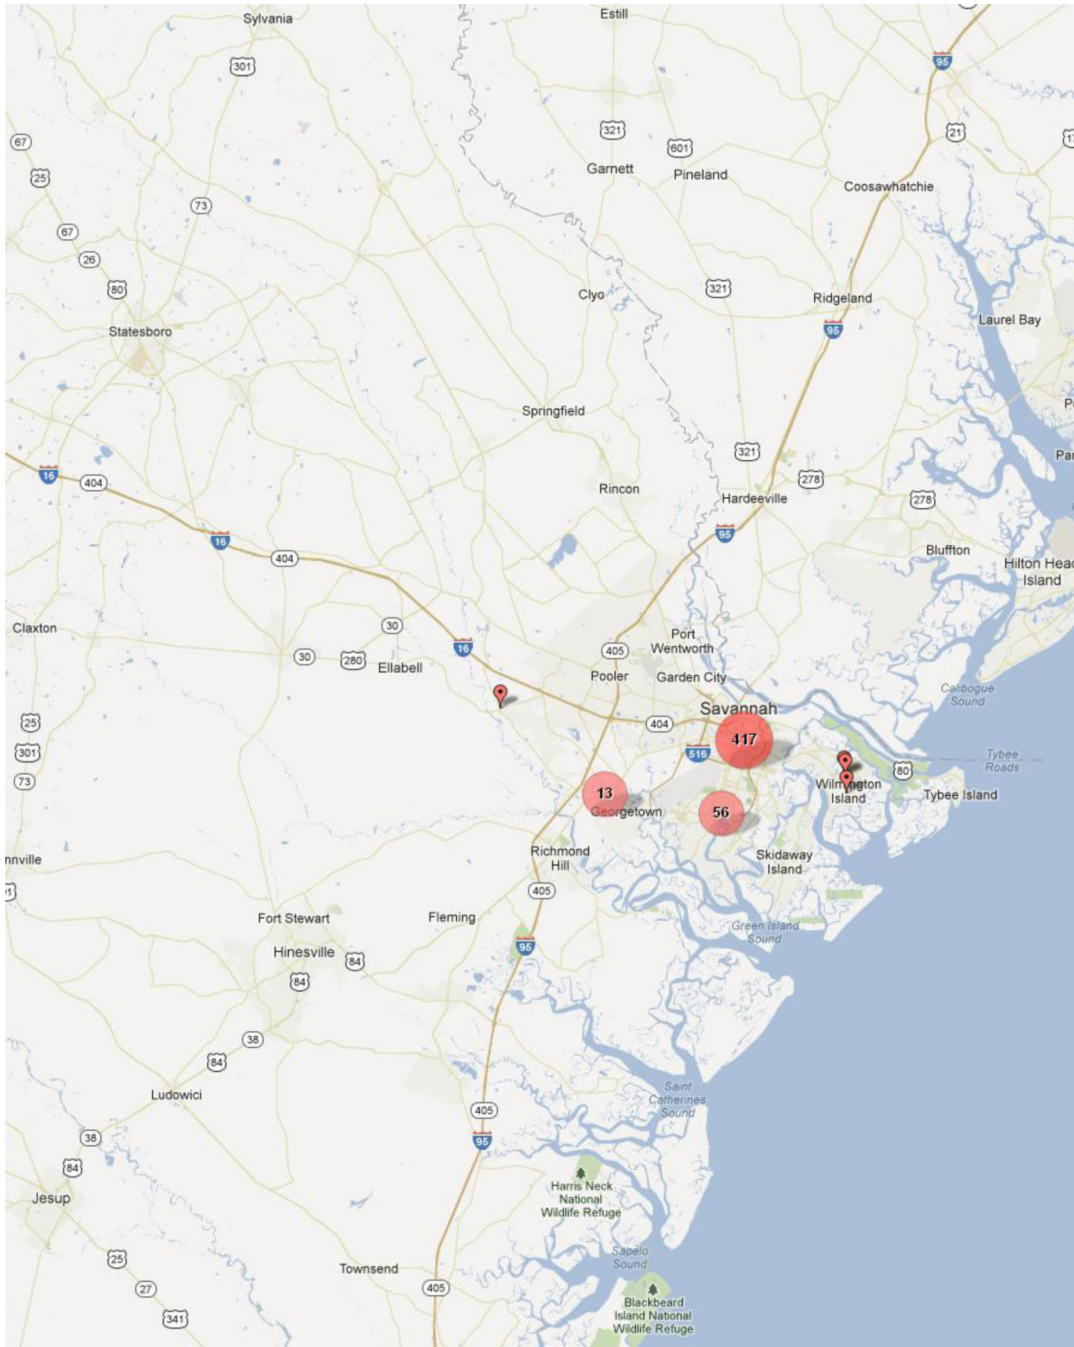 Sylvania
Estill
301
95
67
25
321
601
21
17
Garnett
Pineland
Coosawhatchie
73
67
26
80
321
Clyo
Ridgeland
95
Laurel Bay
Statesboro
Springfield
321
278
278
16
404
Rincon
Hardeeville
95
16
404
Bluffton
Hilton Head
Island
Claxton
30
30
280
Ellabell
16
405
Port
Wentworth
Pooler
Garden City
Calibogue
Sound
25
301
73
404
Savannah
417
516
Tybee
Roads
80
Wilmington
Island
Tybee Island
13
Georgetown
56
Richmond
Hill
Skidaway
Island
nnville
405
Fort Stewart
Fleming
Green Island
Sound
Hinesville
84
84
95
38
84
Ludowici
405
Saint
Catherines
Sound
95
38
84
Jesup
Harris Neck
National
Wildlife Refuge
25
27
341
Townsend
405
Sapelo
Sound
Blackbeard
Island National
Wildlife Refuge